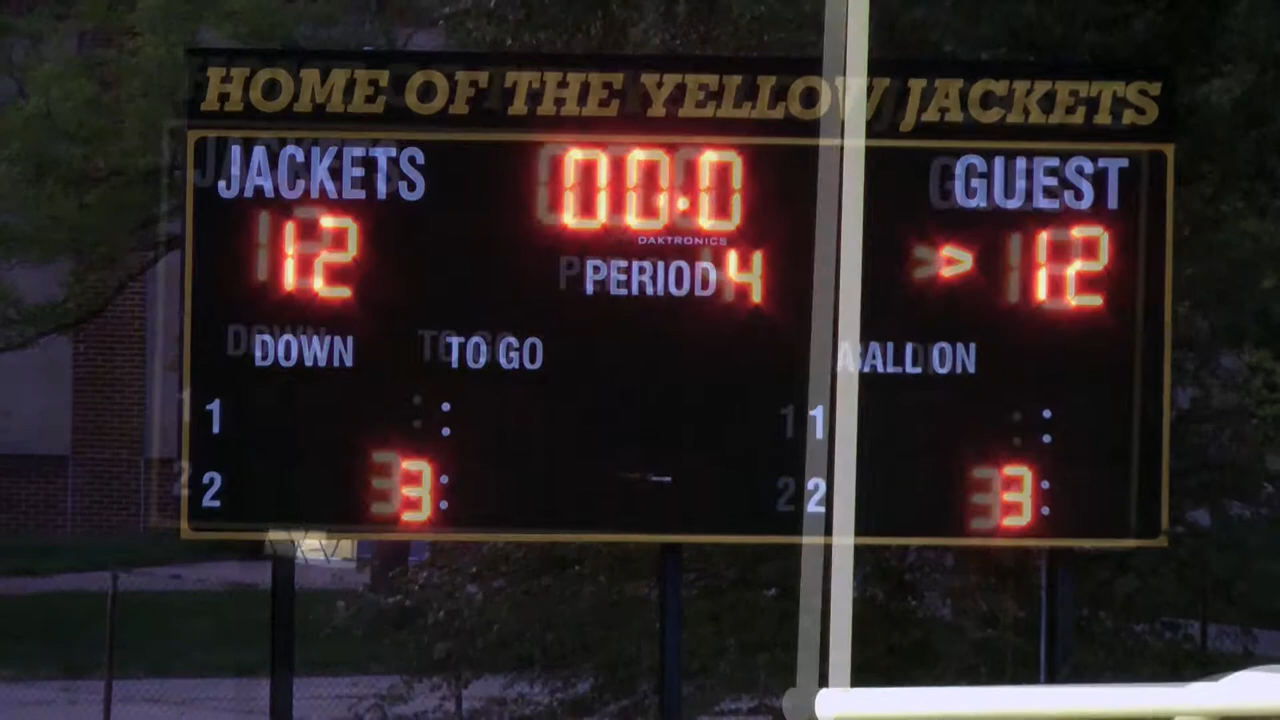 HOME OF THE YELLOW JACKETS
JACKETS 00:0 GUEST
DAKTRONICS
12 PERIOD 4 > 12
DOWN TO GO BALL ON
1 : 1 :
2 3: 2 3: